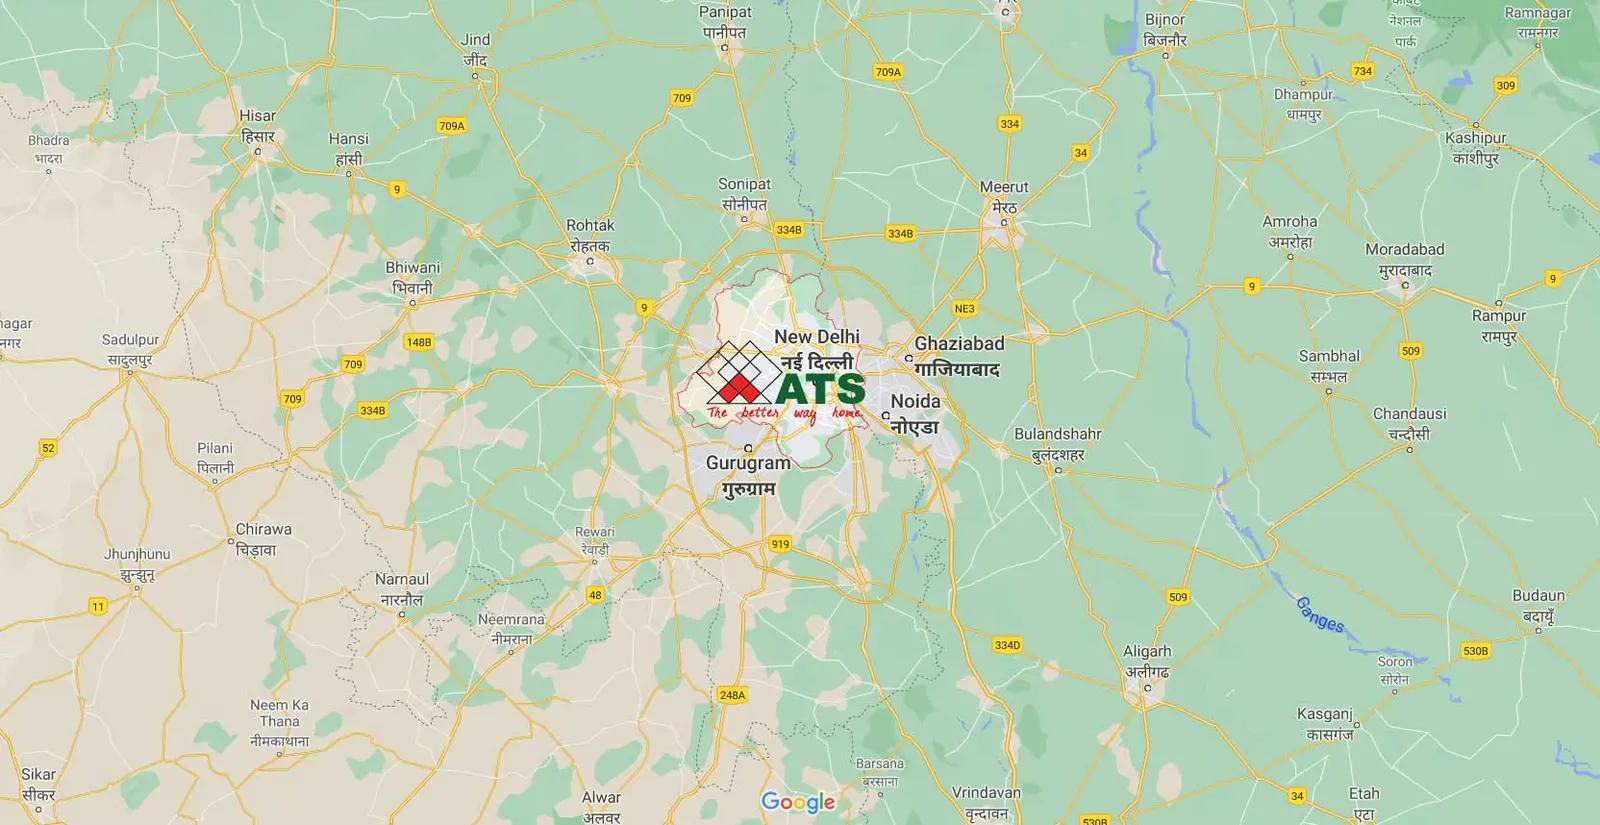 Panipat
पानीपत
Jind
जींद
Bijnor
बिजनौर
नेशनल
पार्क
Ramnagar
रामनगर
709A
734
309
709
Dhampur
धामपुर
Hisar
हिसार
Hansi
हांसी
709A
334
34
Kashipur
काशीपुर
Bhadra
भादरा
9
Sonipat
सोनीपत
Meerut
मेरठ
Rohtak
रोहतक
334B
334B
Amroha
अमरोहा
Moradabad
मुरादाबाद
Bhiwani
भिवानी
9
9
9
NE3
Rampur
रामपुर
nagar
नगर
Sadulpur
सादुलपुर
148B
New Delhi
नई दिल्ली
Ghaziabad
गाजियाबाद
509
Sambhal
सम्भल
709
709
334B
ATS
The better way home.
Noida
नोएडा
Chandausi
चन्दौसी
52
Pilani
पिलानी
Gurugram
गुरुग्राम
Bulandshahr
बुलंदशहर
Chirawa
चिड़ावा
Jhunjhunu
झुन्झुनू
Rewari
रेवाड़ी
919
Narnaul
नारनौल
11
48
509
Budaun
बदायूँ
Neemrana
नीमराना
Ganges
334D
Aligarh
अलीगढ
530B
Soron
सोरोन
248A
Neem Ka
Thana
नीमकाथाना
Kasganj
कासगंज
Sikar
सीकर
Barsana
बरसाना
Alwar
अलवर
Google
Vrindavan
वृन्दावन
34
Etah
एटा
530B